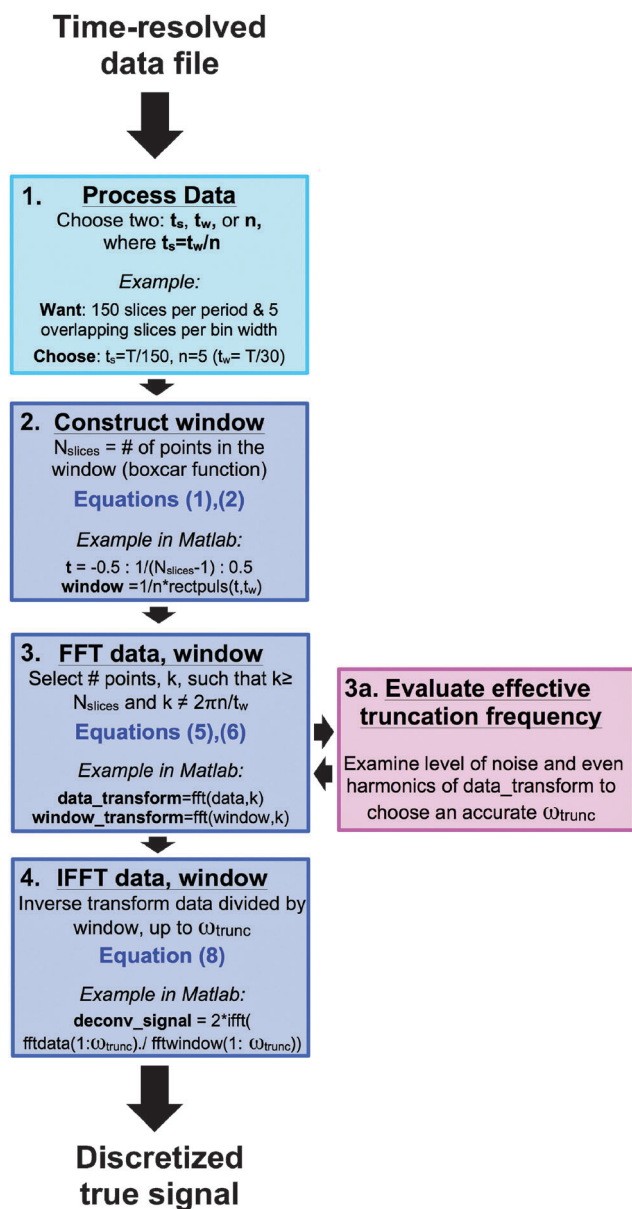 Time-resolved
data file
1. Process Data
Choose two: ts, tw, or n,
where ts=tw/n
Example:
Want: 150 slices per period & 5
overlapping slices per bin width
Choose: ts=T/150, n=5 (tw= T/30)
2. Construct window
Nslices = # of points in the
window (boxcar function)
Equations (1),(2)
Example in Matlab:
t = -0.5 : 1/(Nslices-1) : 0.5
window =1/n*rectpuls(t,tw)
3. FFT data, window
Select # points, k, such that k≥
Nslices and k ≠ 2πn/tw
Equations (5),(6)
Example in Matlab:
data_transform=fft(data,k)
window_transform=fft(window,k)
3a. Evaluate effective
truncation frequency
Examine level of noise and even
harmonics of data_transform to
choose an accurate ωtrunc
4. IFFT data, window
Inverse transform data divided by
window, up to ωtrunc
Equation (8)
Example in Matlab:
deconv_signal = 2*ifft(
fftdata(1:ωtrunc)./ fftwindow(1: ωtrunc))
Discretized
true signal